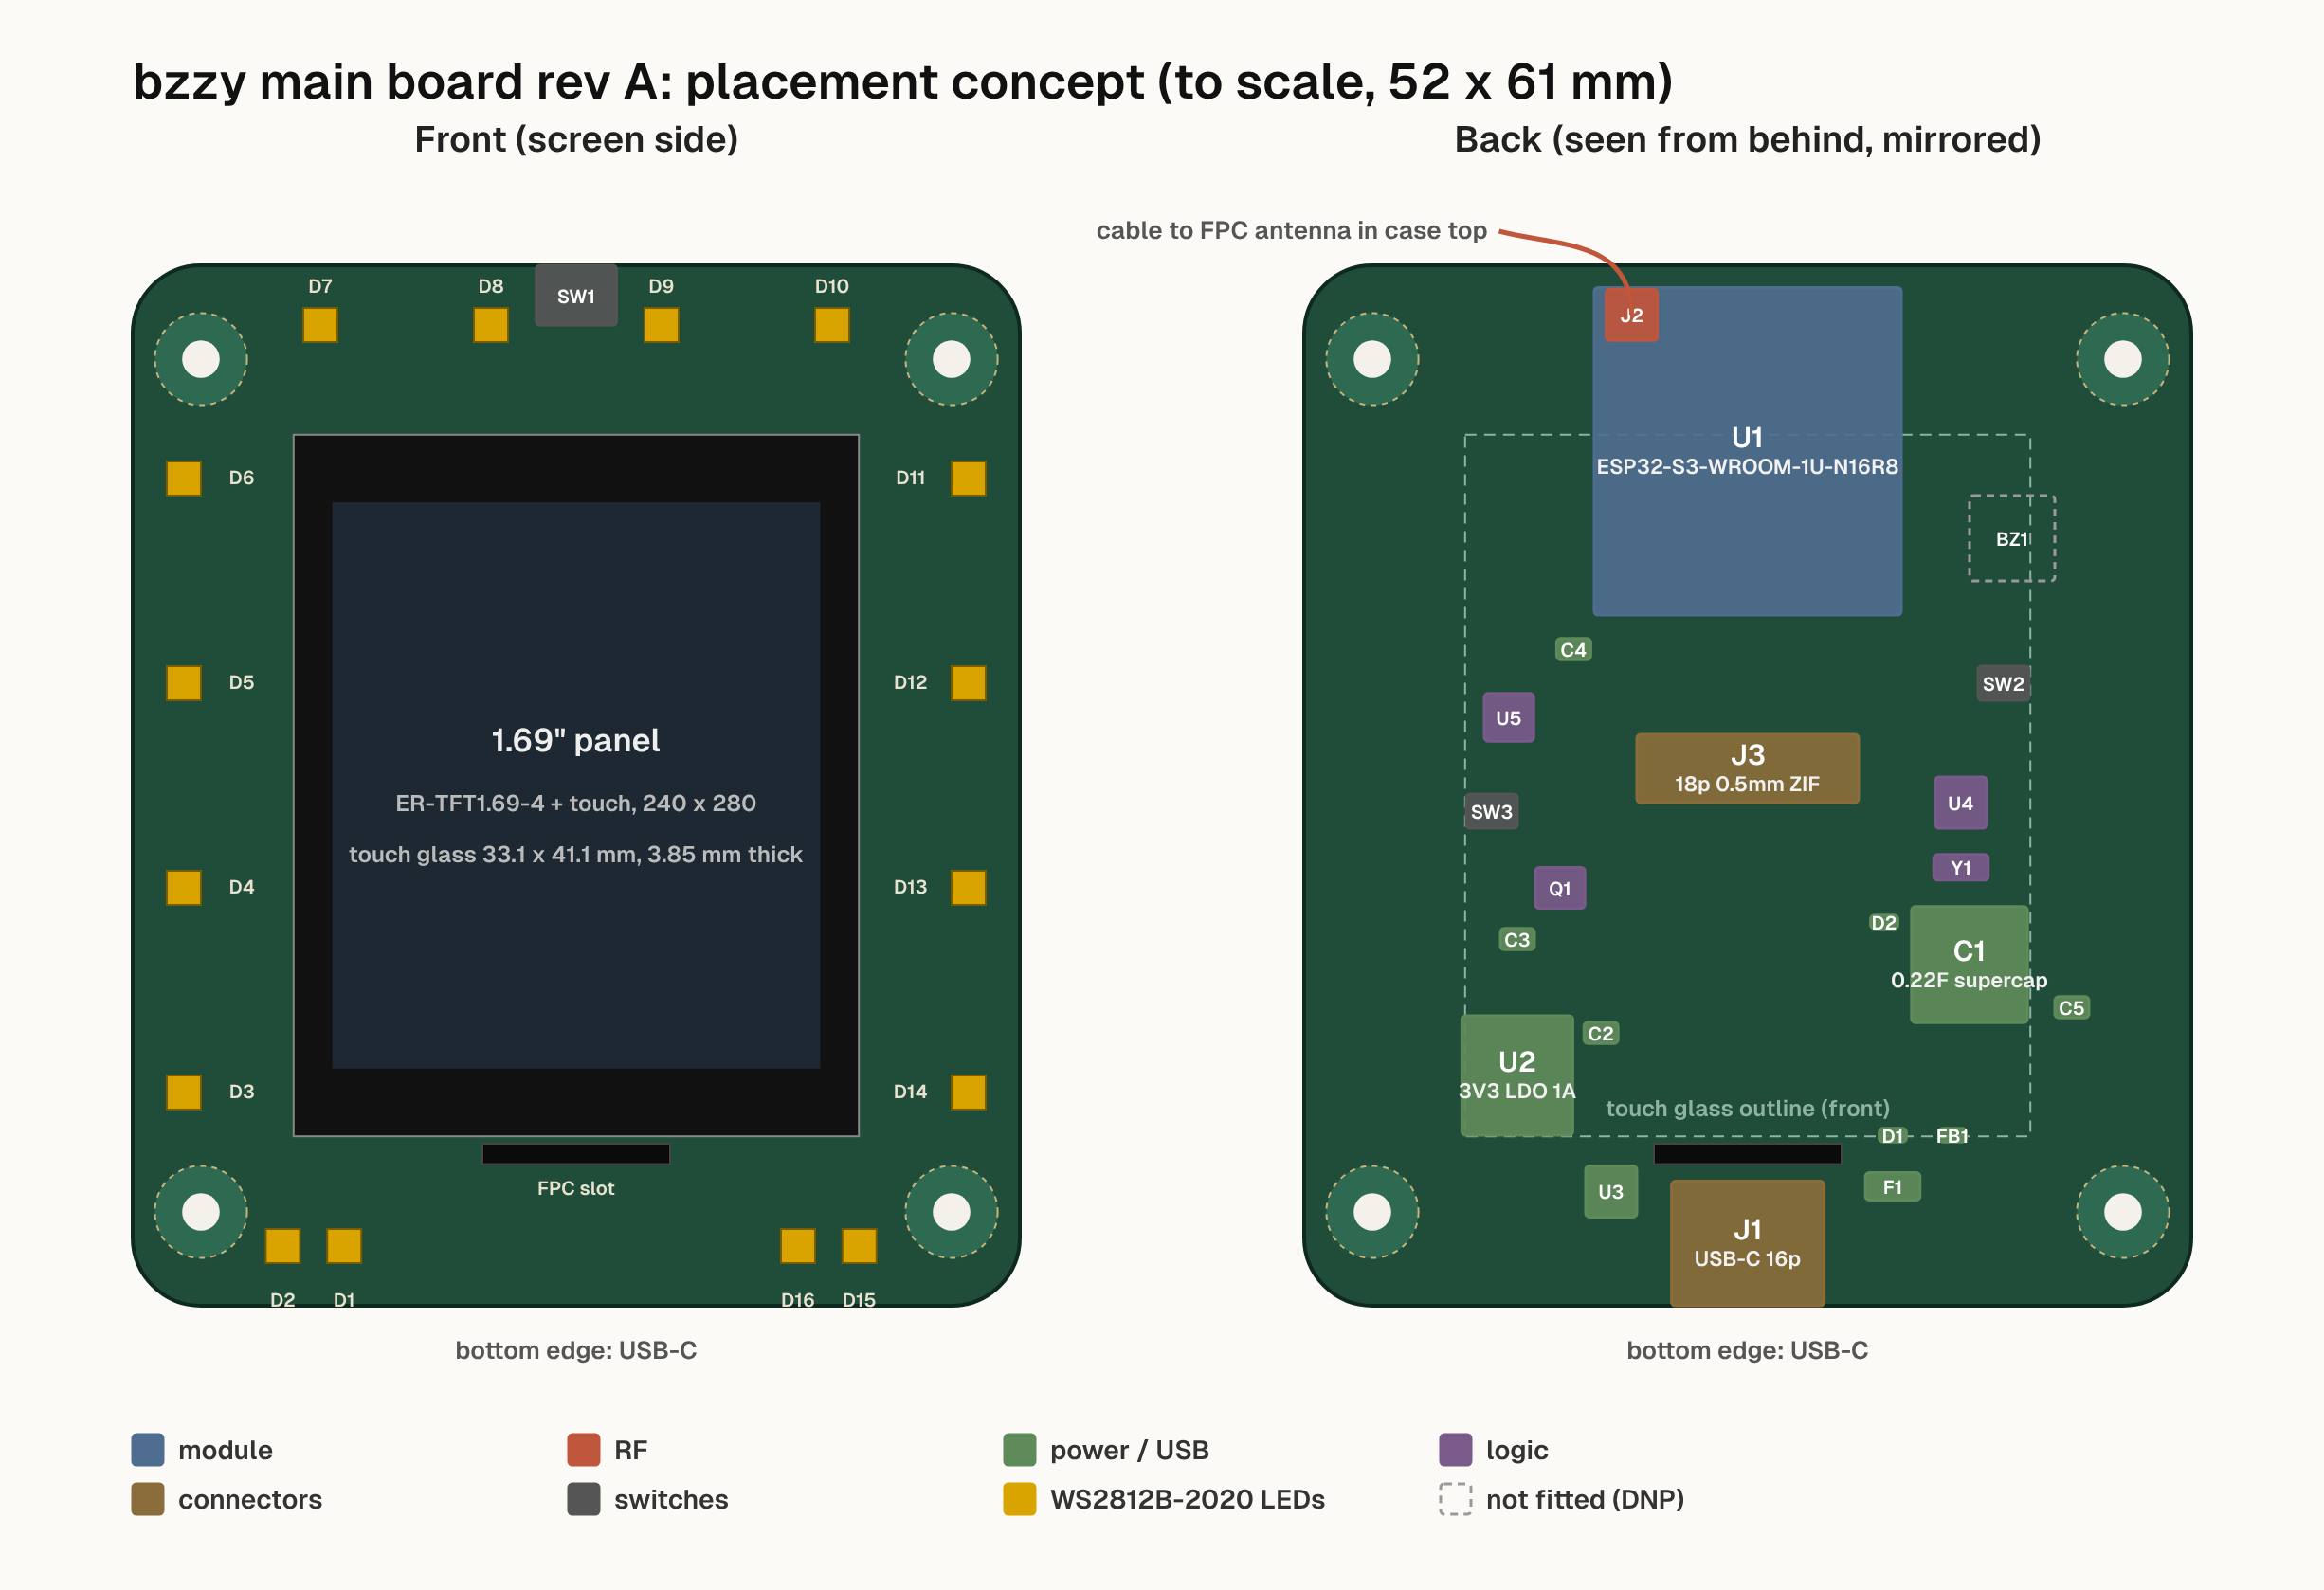 bzzy main board rev A: placement concept (to scale, 52 x 61 mm)
Front (screen side)
Back (seen from behind, mirrored)
cable to FPC antenna in case top
D7
D8
SW1
D9
D10
D6
D11
D5
D12
1.69" panel
ER-TFT1.69-4 + touch, 240 x 280
touch glass 33.1 x 41.1 mm, 3.85 mm thick
D4
D13
D3
D14
FPC slot
D2
D1
D16
D15
bottom edge: USB-C
J2
U1
ESP32-S3-WROOM-1U-N16R8
BZ1
C4
SW2
U5
J3
18p 0.5mm ZIF
U4
SW3
Y1
Q1
D2
C3
C1
0.22F supercap
C5
C2
U2
3V3 LDO 1A
touch glass outline (front)
D1
FB1
U3
F1
J1
USB-C 16p
bottom edge: USB-C
module
RF
power / USB
logic
connectors
switches
WS2812B-2020 LEDs
not fitted (DNP)